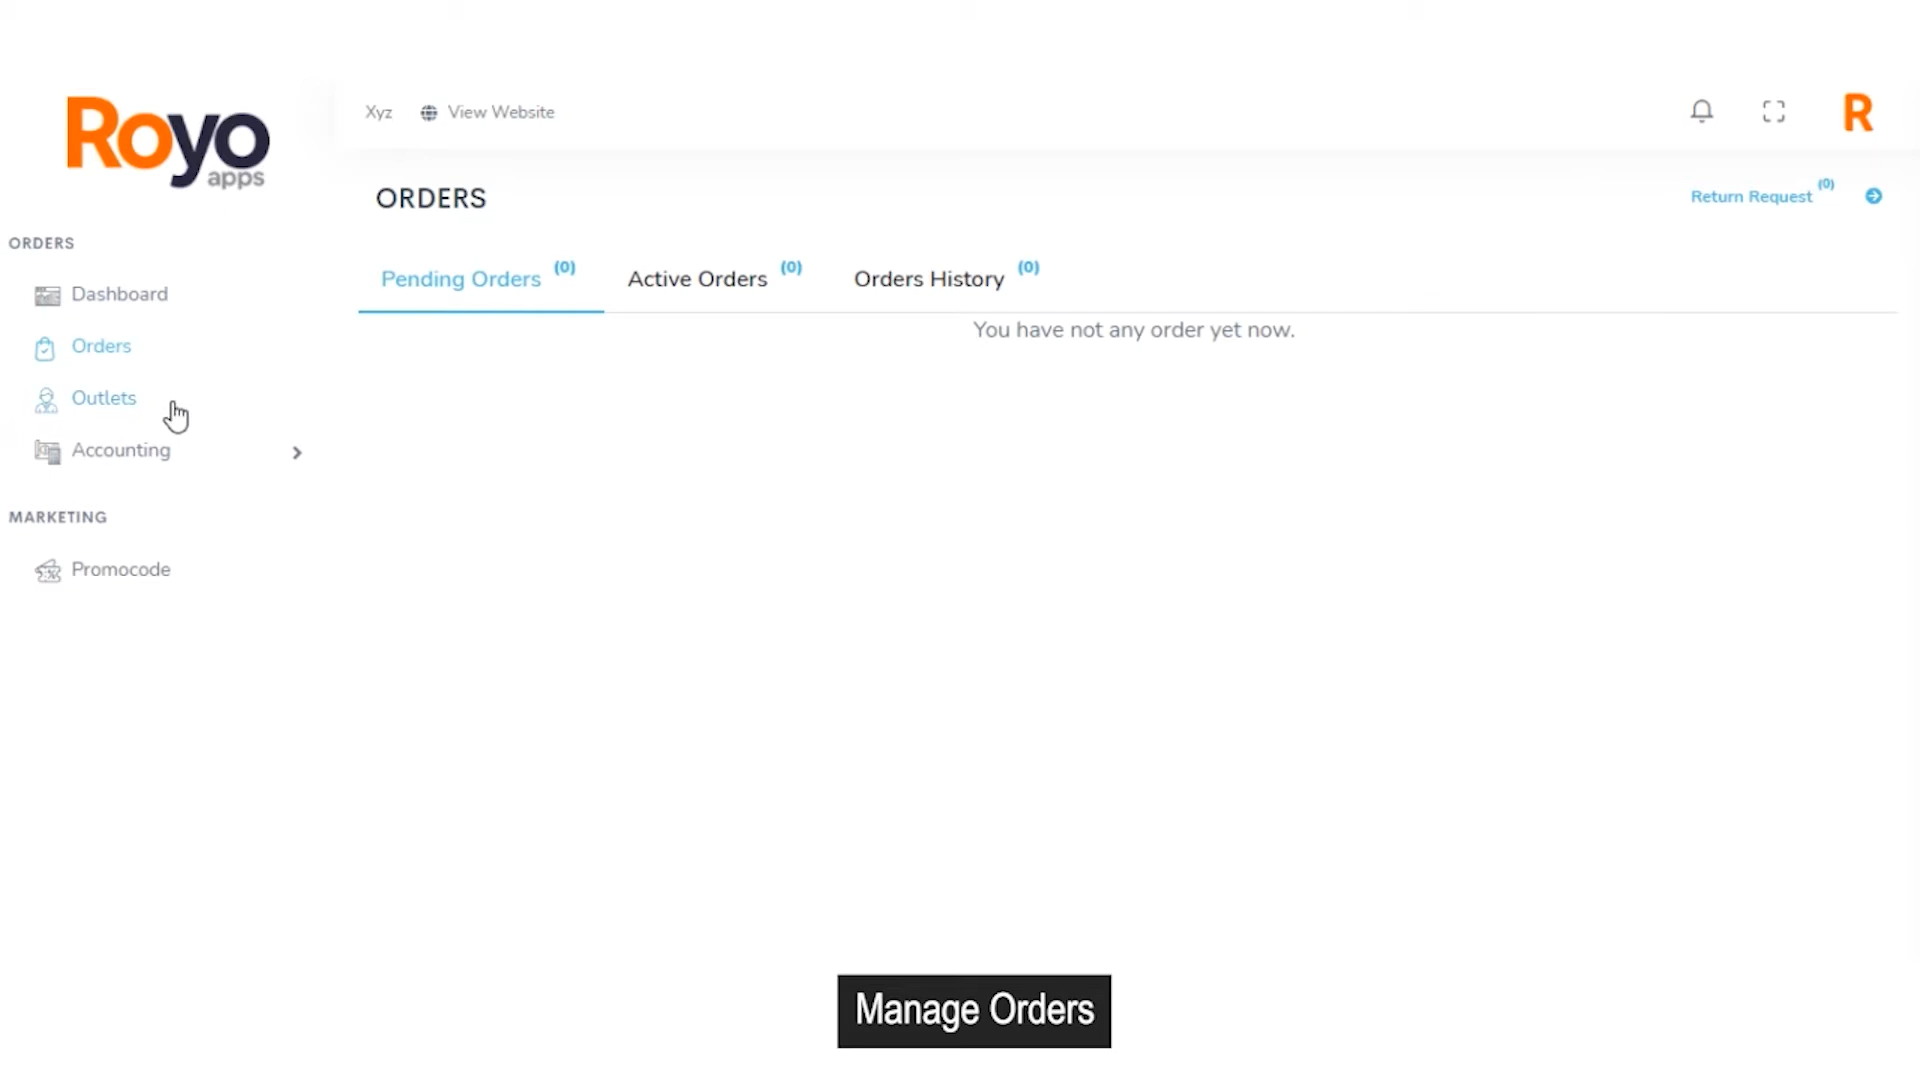 Royo
apps
Xyz
View Website
R
ORDERS
Return Request (0)
Pending Orders (0)
Active Orders (0)
Orders History (0)
You have not any order yet now.
ORDERS
Dashboard
Orders
Outlets
Accounting
MARKETING
Promocode
Manage Orders